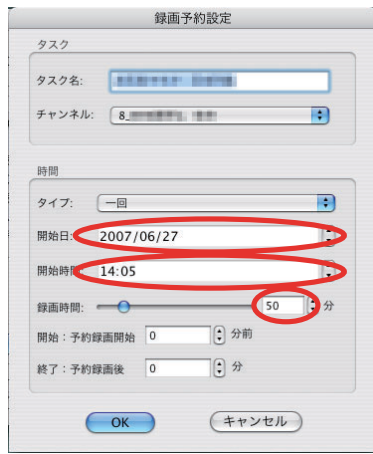 録画予約設定
タスク
タスク名:
チャンネル: 8_
時間
タイプ: 一回
開始日: 2007/06/27
開始時間 14:05
録画時間: 50 分
開始：予約録画開始 0 分前
終了：予約録画後 0 分
OK キャンセル